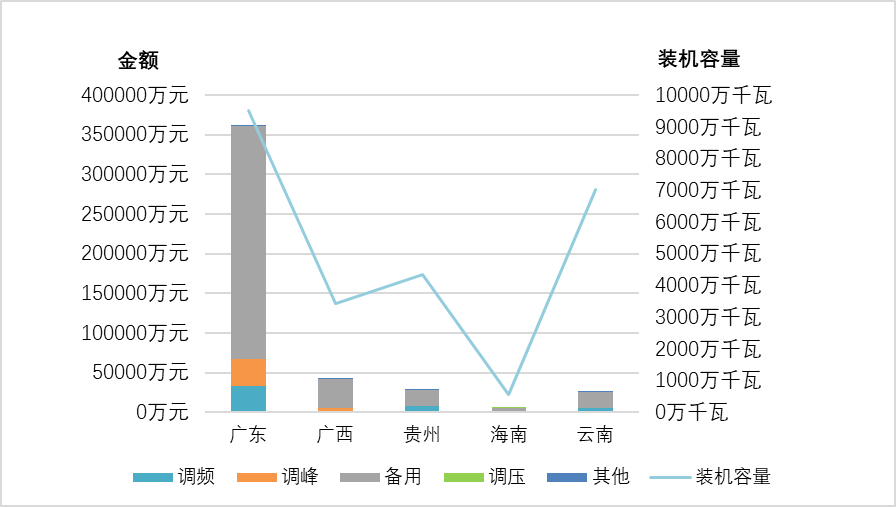 金额
装机容量
400000万元
350000万元
300000万元
250000万元
200000万元
150000万元
100000万元
50000万元
0万元
10000万千瓦
9000万千瓦
8000万千瓦
7000万千瓦
6000万千瓦
5000万千瓦
4000万千瓦
3000万千瓦
2000万千瓦
1000万千瓦
0万千瓦
广东 广西 贵州 海南 云南
调频 调峰 备用 调压 其他 装机容量